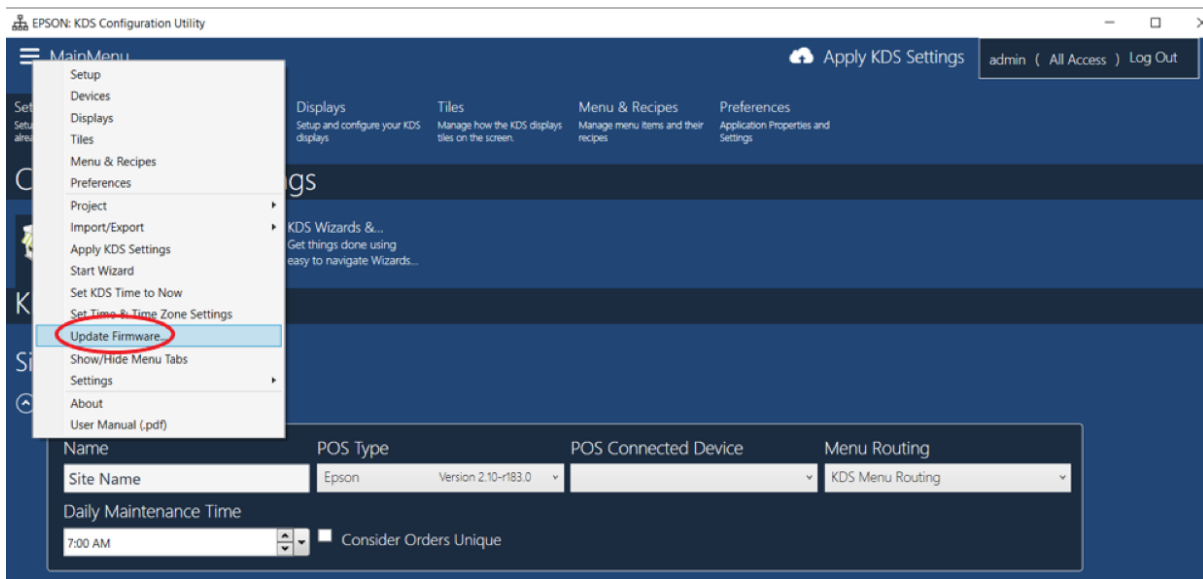 EPSON: KDS Configuration Utility
MainMenu
Apply KDS Settings
admin ( All Access ) Log Out
Setup
Devices
Displays
Tiles
Menu & Recipes
Preferences
Project
Import/Export
Apply KDS Settings
Start Wizard
Set KDS Time to Now
Set Time & Time Zone Settings
Update Firmware...
Show/Hide Menu Tabs
Settings
About
User Manual (.pdf)
Set
Setu
alrea
Displays
Setup and configure your KDS
displays
Tiles
Manage how the KDS displays
tiles on the screen.
Menu & Recipes
Manage menu items and their
recipes
Preferences
Application Properties and
Settings
C
gs
KDS Wizards &...
Get things done using
easy to navigate Wizards...
K
Si
Name
Site Name
POS Type
Epson Version 2.10-r183.0
POS Connected Device
Menu Routing
KDS Menu Routing
Daily Maintenance Time
7:00 AM
Consider Orders Unique